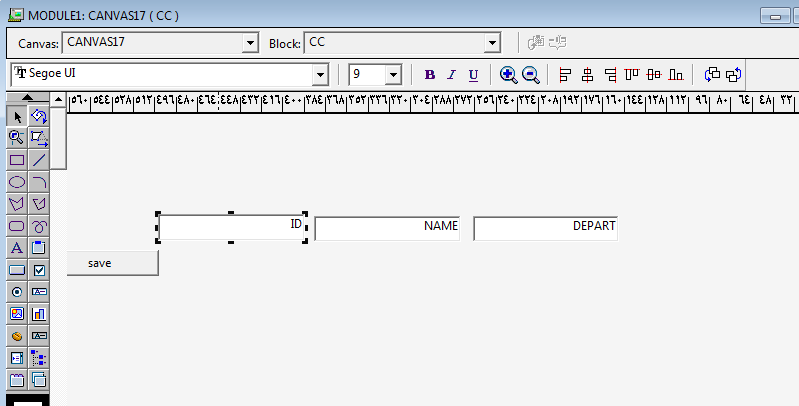 MODULE1: CANVAS17 ( CC )
Canvas: CANVAS17 Block: CC
Segoe UI 9 B I U
٥٦٠ ٥٤٤ ٥٢٨ ٥١٢ ٤٩٦ ٤٨٠ ٤٦٤ ٤٤٨ ٤٣٢ ٤١٦ ٤٠٠ ٣٨٤ ٣٦٨ ٣٥٢ ٣٣٦ ٣٢٠ ٣٠٤ ٢٨٨ ٢٧٢ ٢٥٦ ٢٤٠ ٢٢٤ ٢٠٨ ١٩٢ ١٧٦ ١٦٠ ١٤٤ ١٢٨ ١١٢ ٩٦ ٨٠ ٦٤ ٤٨ ٣٢
ID NAME DEPART
save